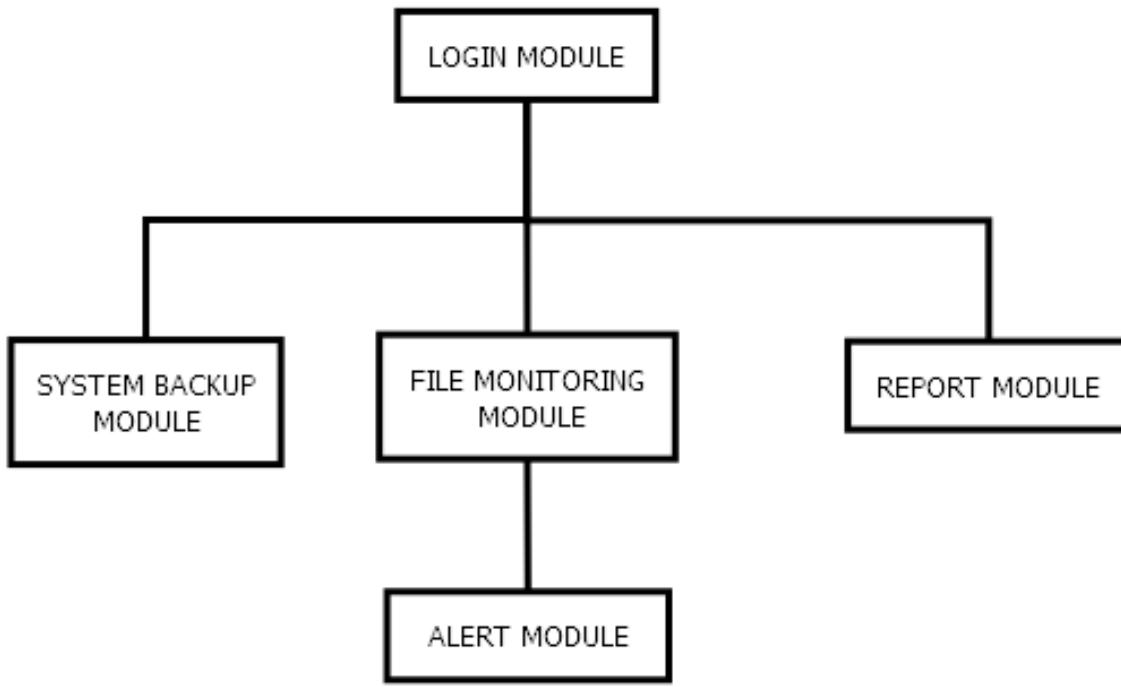 LOGIN MODULE
SYSTEM BACKUP
MODULE
FILE MONITORING
MODULE
REPORT MODULE
ALERT MODULE